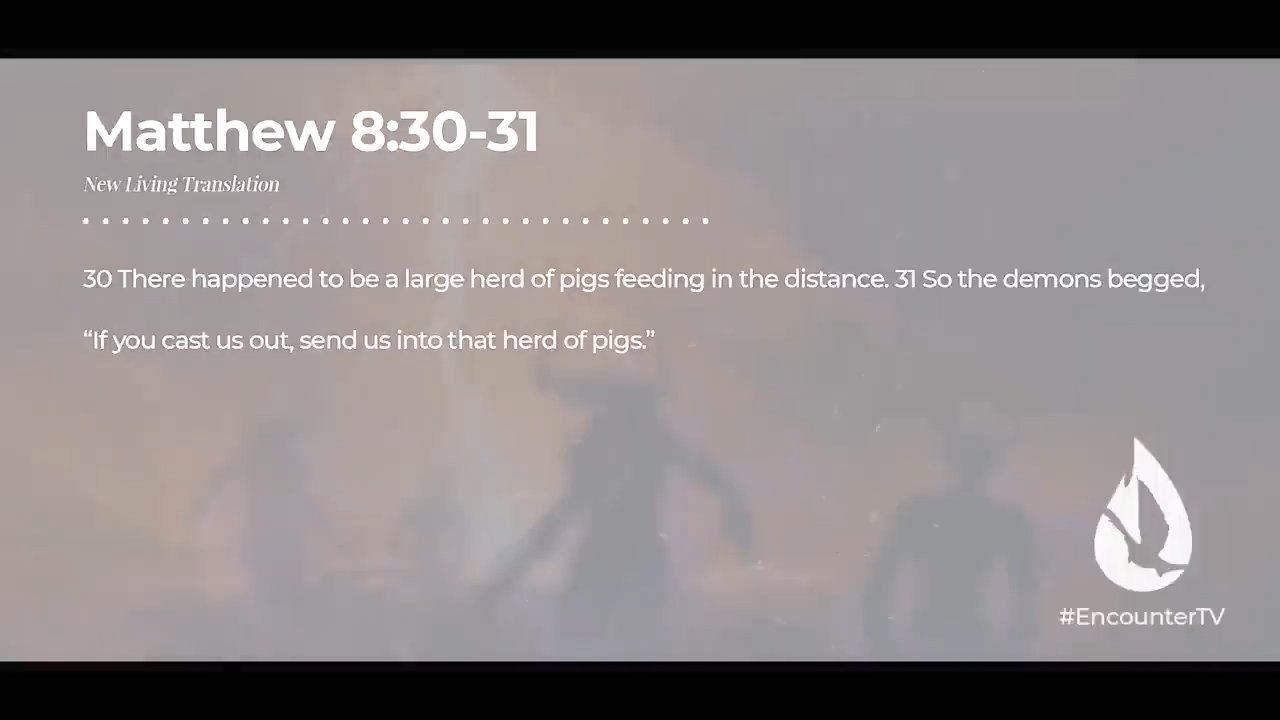 Matthew 8:30-31
New Living Translation
30 There happened to be a large herd of pigs feeding in the distance. 31 So the demons begged,
“If you cast us out, send us into that herd of pigs.”
#EncounterTV